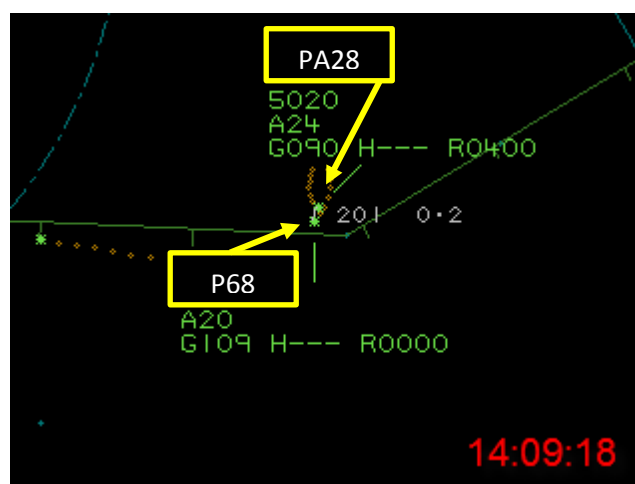 PA28
5020
A24
G090 H--- R0400
201 0·2
P68
A20
G109 H--- R0000
14:09:18